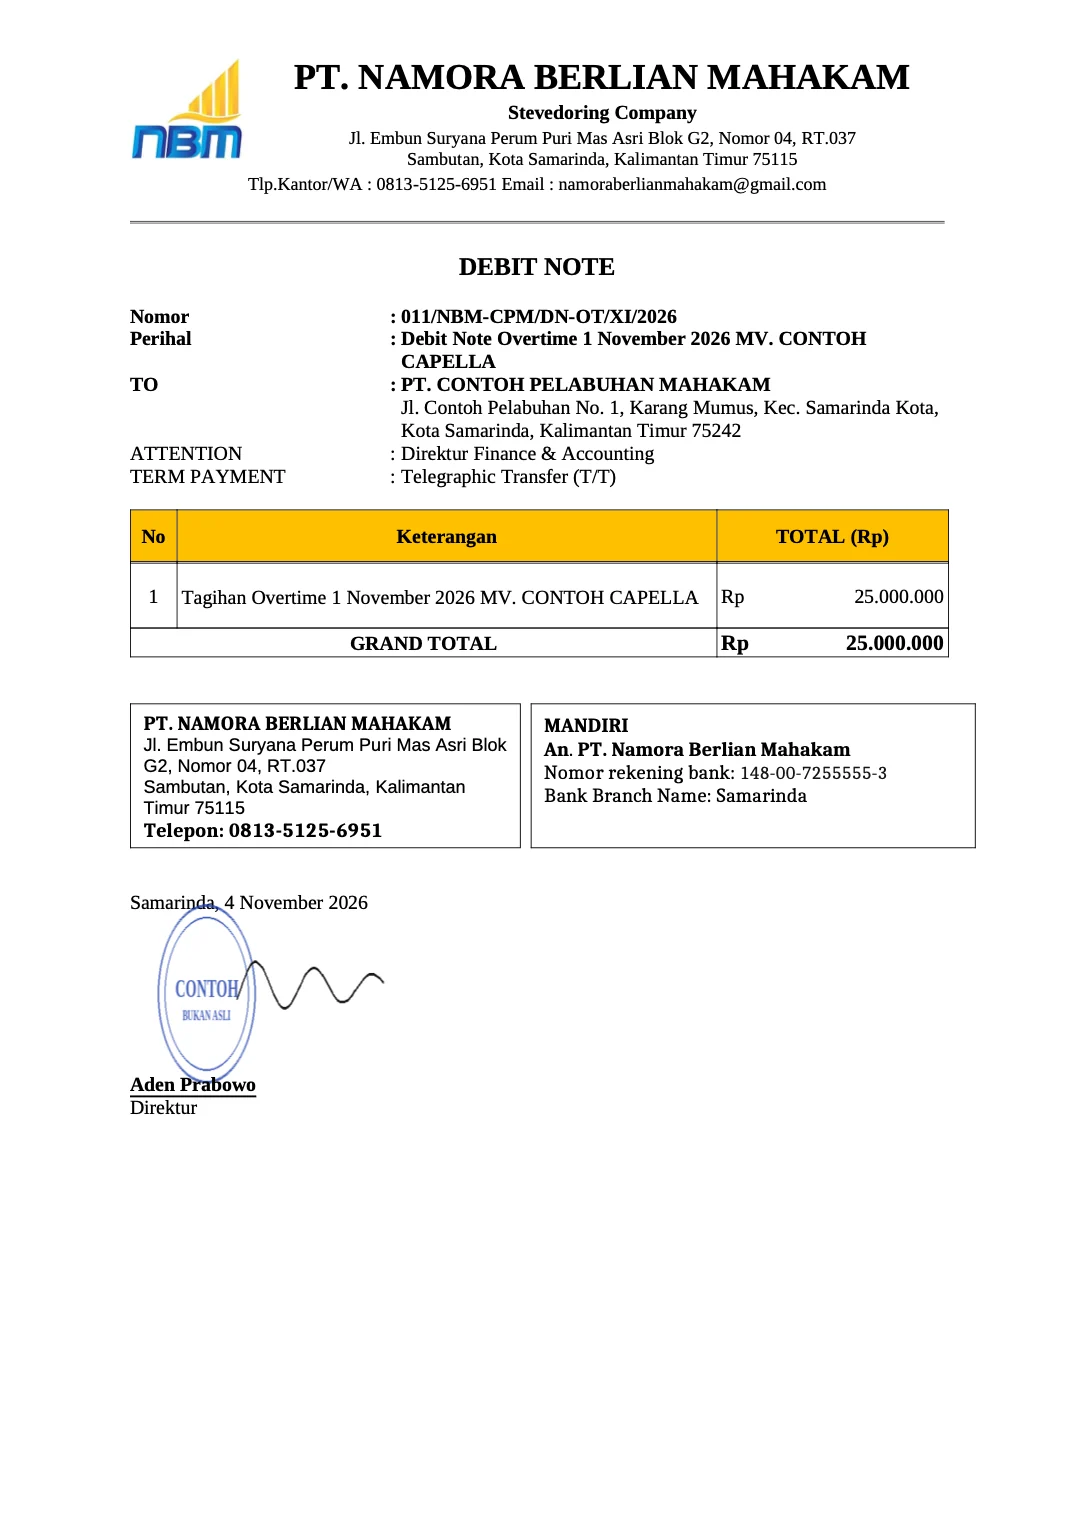 nBm
PT. NAMORA BERLIAN MAHAKAM
Stevedoring Company
Jl. Embun Suryana Perum Puri Mas Asri Blok G2, Nomor 04, RT.037
Sambutan, Kota Samarinda, Kalimantan Timur 75115
Tlp.Kantor/WA : 0813-5125-6951 Email : namoraberlianmahakam@gmail.com
DEBIT NOTE
Nomor : 011/NBM-CPM/DN-OT/XI/2026
Perihal : Debit Note Overtime 1 November 2026 MV. CONTOH
CAPELLA
TO : PT. CONTOH PELABUHAN MAHAKAM
Jl. Contoh Pelabuhan No. 1, Karang Mumus, Kec. Samarinda Kota,
Kota Samarinda, Kalimantan Timur 75242
ATTENTION : Direktur Finance & Accounting
TERM PAYMENT : Telegraphic Transfer (T/T)
No Keterangan TOTAL (Rp)
1 Tagihan Overtime 1 November 2026 MV. CONTOH CAPELLA Rp 25.000.000
GRAND TOTAL Rp 25.000.000
PT. NAMORA BERLIAN MAHAKAM
Jl. Embun Suryana Perum Puri Mas Asri Blok
G2, Nomor 04, RT.037
Sambutan, Kota Samarinda, Kalimantan
Timur 75115
Telepon: 0813-5125-6951
MANDIRI
An. PT. Namora Berlian Mahakam
Nomor rekening bank: 148-00-7255555-3
Bank Branch Name: Samarinda
Samarinda, 4 November 2026
CONTOH
BUKAN ASLI
Aden Prabowo
Direktur